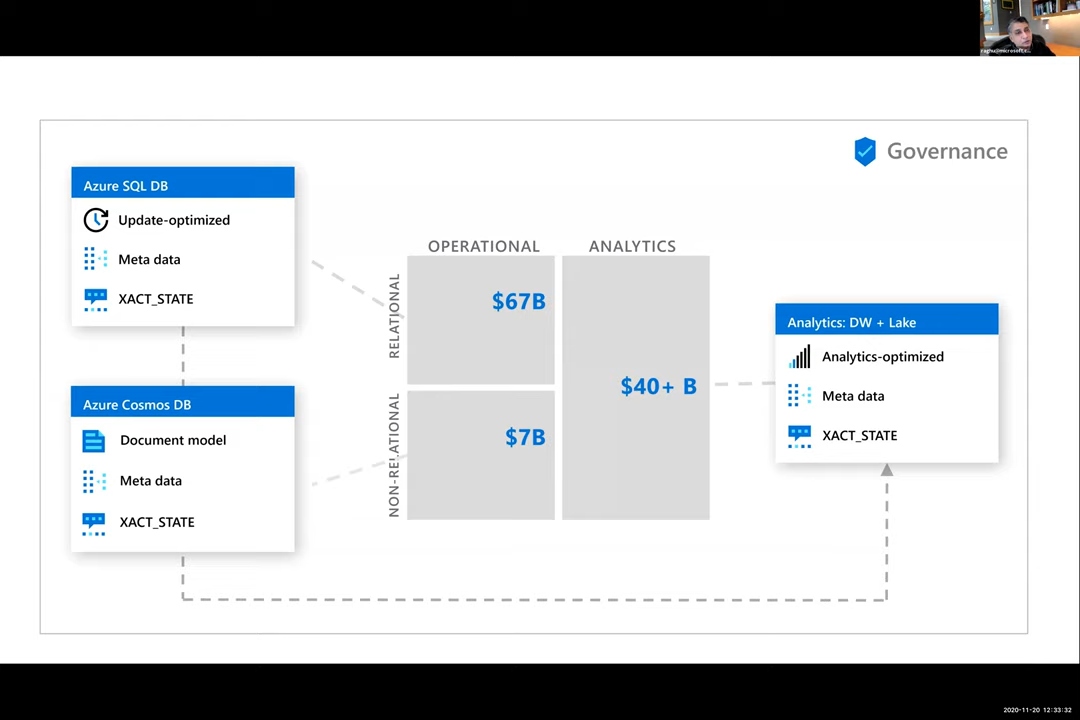 Governance
Azure SQL DB
Update-optimized
Meta data
XACT_STATE
Azure Cosmos DB
Document model
Meta data
XACT_STATE
OPERATIONAL
ANALYTICS
RELATIONAL
NON-RELATIONAL
$67B
$7B
$40+ B
Analytics: DW + Lake
Analytics-optimized
Meta data
XACT_STATE
2020-11-20 12:33:32